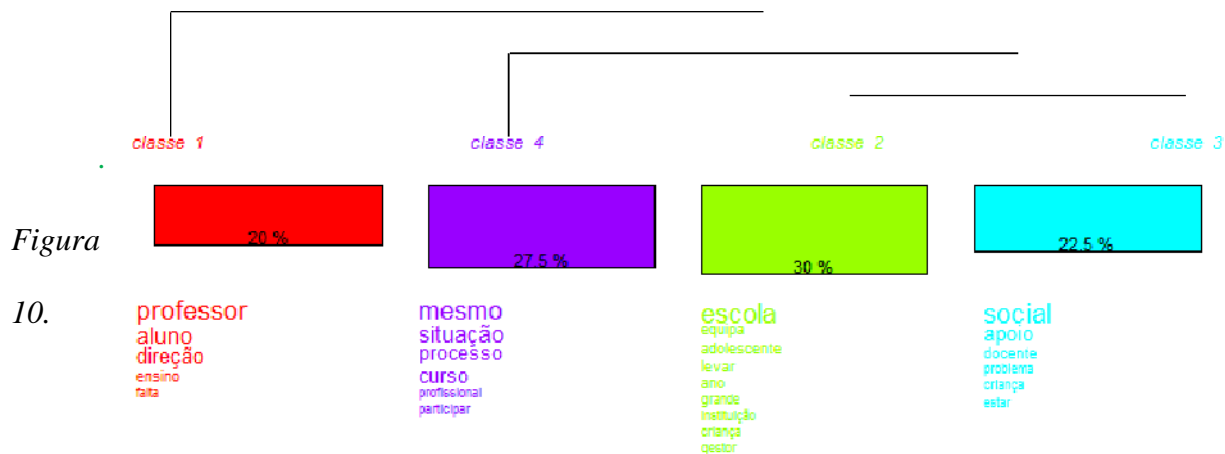 classe 1
classe 4
classe 2
classe 3
20 %
27.5 %
30 %
22.5 %
Figura
10.
professor
aluno
direção
ensino
falta
mesmo
situação
processo
curso
profissional
participar
escola
equipa
adolescente
levar
ano
grande
instituição
criança
gestor
social
apoio
docente
problema
criança
estar